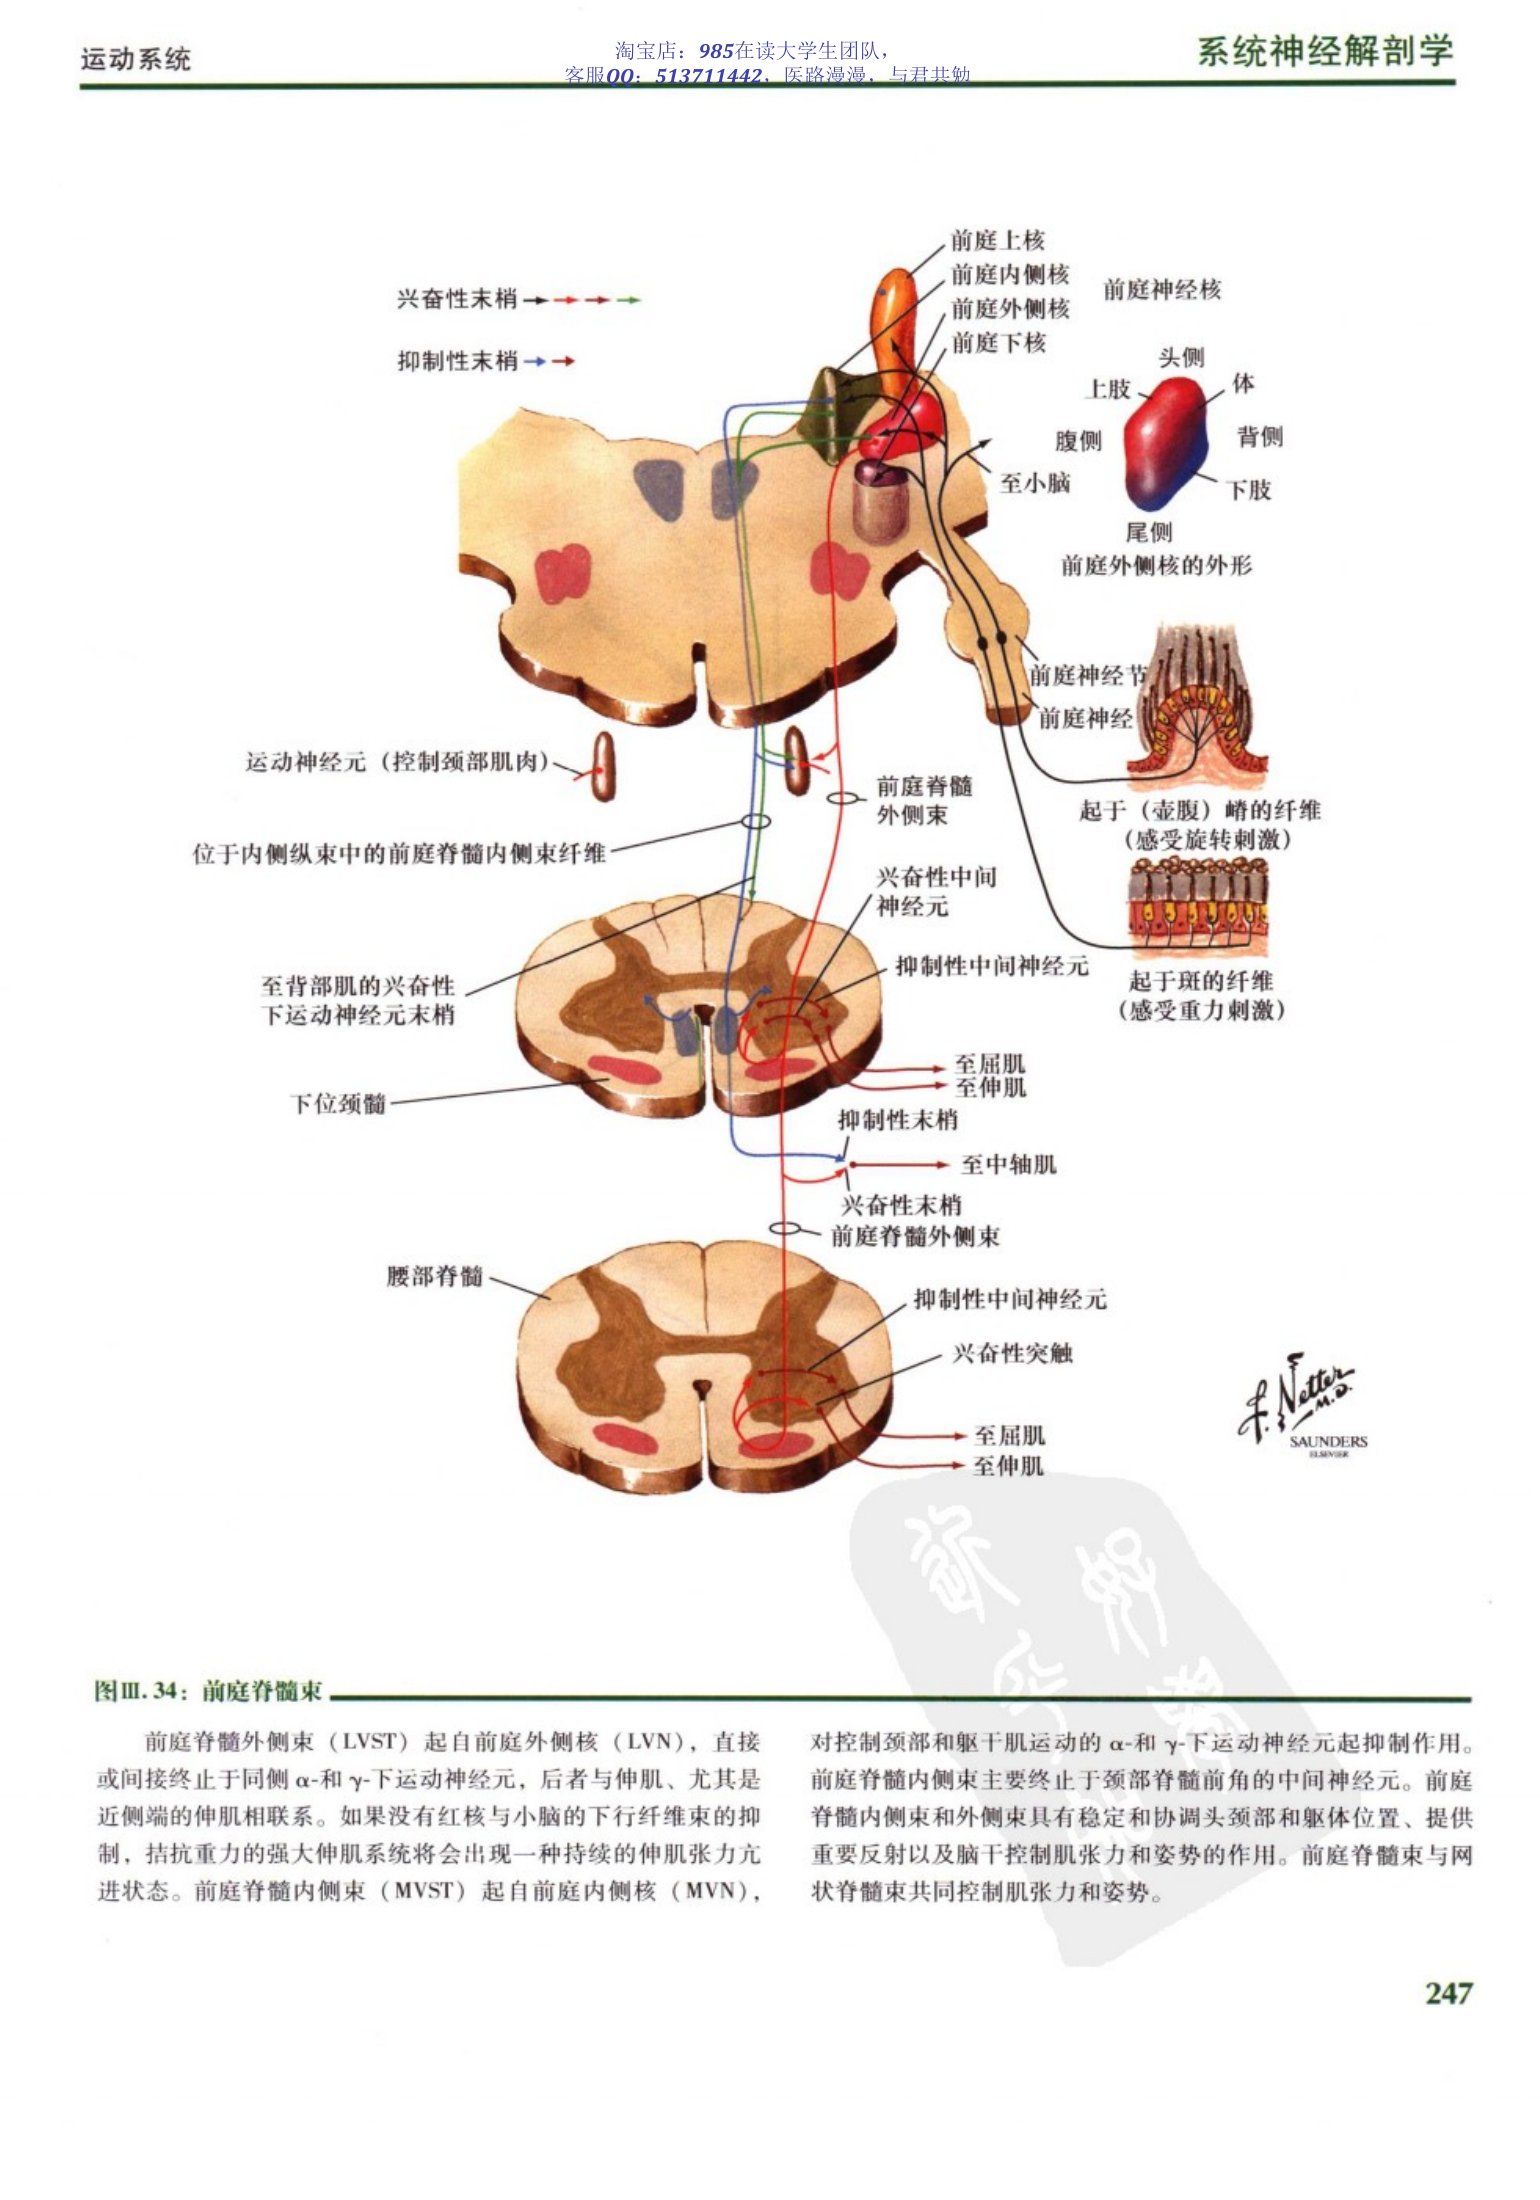 运动系统
淘宝店：985在读大学生团队，
客服QQ：513711442，医路漫漫，与君共勉
系统神经解剖学
兴奋性末梢
抑制性末梢
前庭上核
前庭内侧核
前庭外侧核
前庭下核
前庭神经核
头侧
上肢
体
腹侧
背侧
至小脑
下肢
尾侧
前庭外侧核的外形
前庭神经节
前庭神经
运动神经元（控制颈部肌肉）
前庭脊髓
外侧束
起于（壶腹）嵴的纤维
（感受旋转刺激）
位于内侧纵束中的前庭脊髓内侧束纤维
兴奋性中间
神经元
抑制性中间神经元
起于斑的纤维
（感受重力刺激）
至背部肌的兴奋性
下运动神经元末梢
至屈肌
至伸肌
下位颈髓
抑制性末梢
至中轴肌
兴奋性末梢
前庭脊髓外侧束
腰部脊髓
抑制性中间神经元
兴奋性突触
至屈肌
至伸肌
F. Netter
M.D.
SAUNDERS
ELSEVIER
图Ⅲ. 34：前庭脊髓束
前庭脊髓外侧束（LVST）起自前庭外侧核（LVN），直接
或间接终止于同侧 α-和 γ-下运动神经元，后者与伸肌、尤其是
近侧端的伸肌相联系。如果没有红核与小脑的下行纤维束的抑
制，拮抗重力的强大伸肌系统将会出现一种持续的伸肌张力亢
进状态。前庭脊髓内侧束（MVST）起自前庭内侧核（MVN），
对控制颈部和躯干肌运动的 α-和 γ-下运动神经元起抑制作用。
前庭脊髓内侧束主要终止于颈部脊髓前角的中间神经元。前庭
脊髓内侧束和外侧束具有稳定和协调头颈部和躯体位置、提供
重要反射以及脑干控制肌张力和姿势的作用。前庭脊髓束与网
状脊髓束共同控制肌张力和姿势。
247